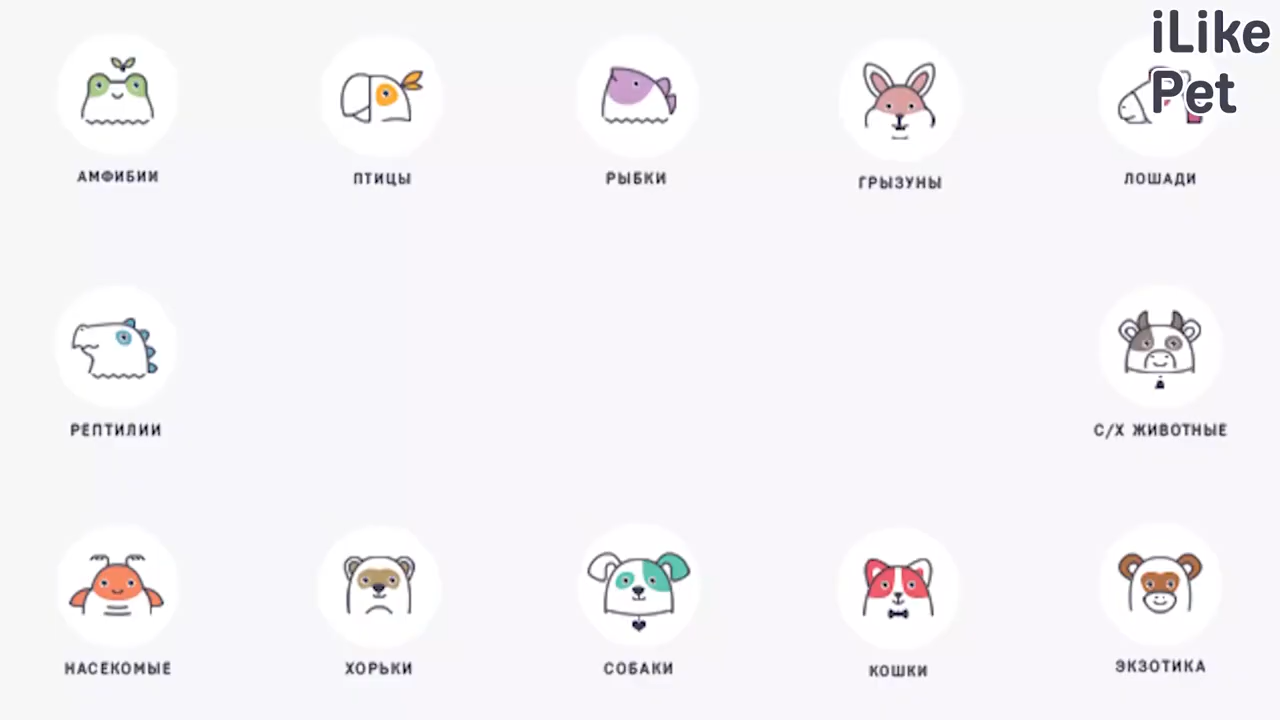 iLike
Pet
АМФИБИИ
ПТИЦЫ
РЫБКИ
ГРЫЗУНЫ
ЛОШАДИ
РЕПТИЛИИ
С/Х ЖИВОТНЫЕ
НАСЕКОМЫЕ
ХОРЬКИ
СОБАКИ
КОШКИ
ЭКЗОТИКА